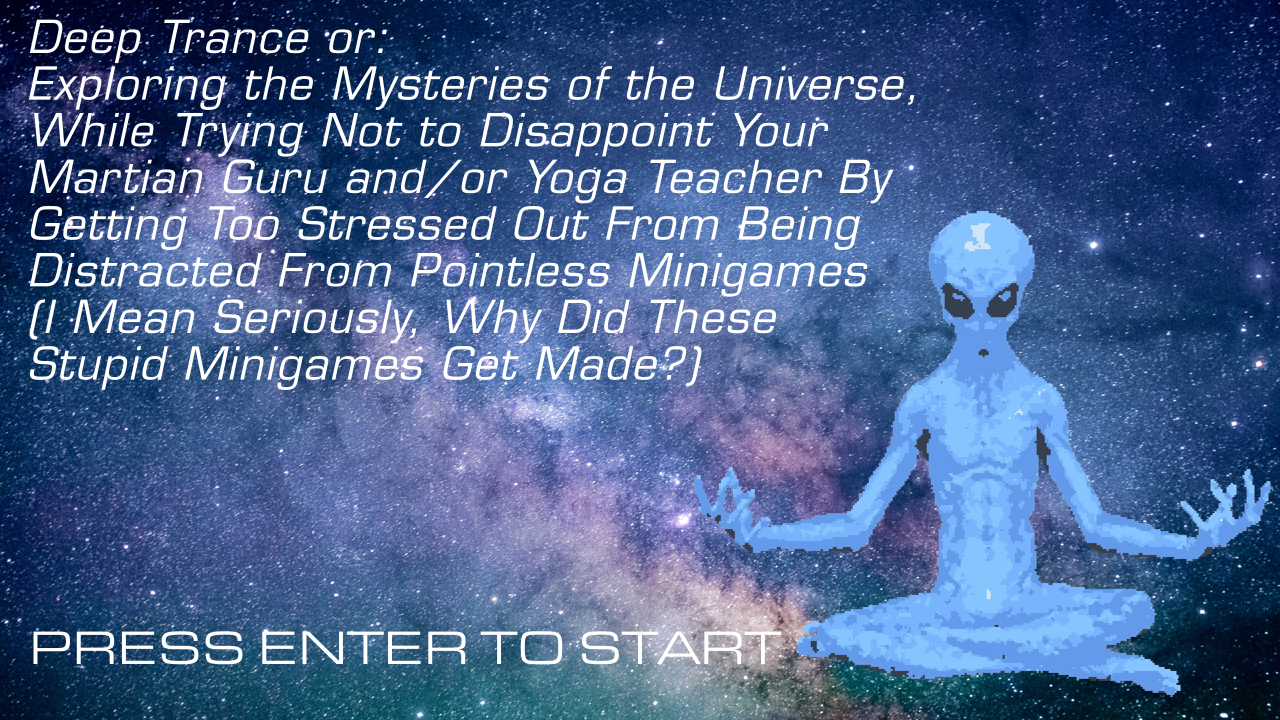 Deep Trance or:
Exploring the Mysteries of the Universe,
While Trying Not to Disappoint Your
Martian Guru and/or Yoga Teacher By
Getting Too Stressed Out From Being
Distracted From Pointless Minigames
(I Mean Seriously, Why Did These
Stupid Minigames Get Made?)
PRESS ENTER TO START